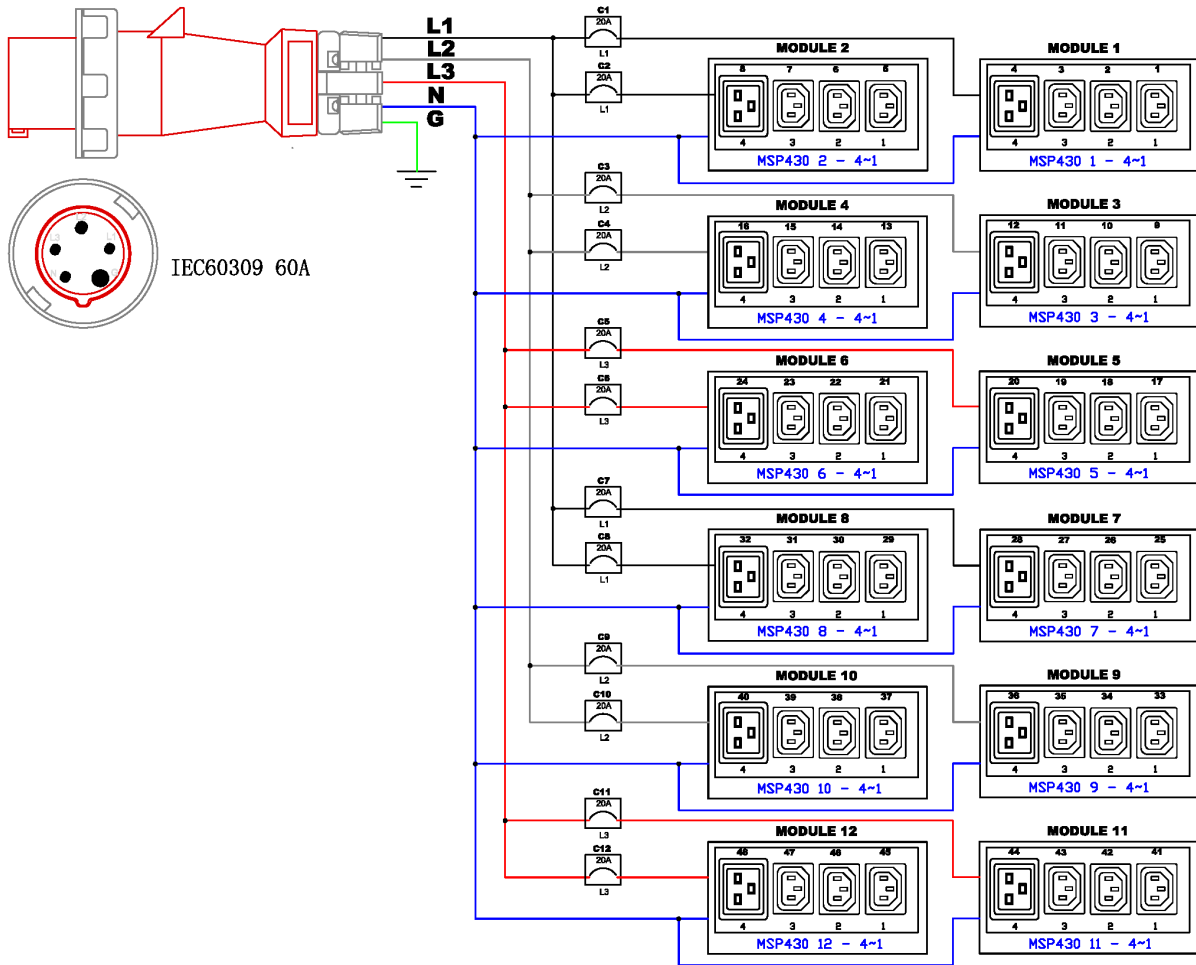 L1
L2
L3
N
G
IEC60309 60A
C1
20A
L1
C2
20A
L1
MODULE 2
8 7 6 5
4 3 2 1
MSP430 2 - 4~1
MODULE 1
4 3 2 1
4 3 2 1
MSP430 1 - 4~1
C3
20A
L2
C4
20A
L2
MODULE 4
16 15 14 13
4 3 2 1
MSP430 4 - 4~1
MODULE 3
12 11 10 9
4 3 2 1
MSP430 3 - 4~1
C5
20A
L3
C6
20A
L3
MODULE 6
24 23 22 21
4 3 2 1
MSP430 6 - 4~1
MODULE 5
20 19 18 17
4 3 2 1
MSP430 5 - 4~1
C7
20A
L1
C8
20A
L1
MODULE 8
32 31 30 29
4 3 2 1
MSP430 8 - 4~1
MODULE 7
28 27 26 25
4 3 2 1
MSP430 7 - 4~1
C9
20A
L2
C10
20A
L2
MODULE 10
40 39 38 37
4 3 2 1
MSP430 10 - 4~1
MODULE 9
36 35 34 33
4 3 2 1
MSP430 9 - 4~1
C11
20A
L3
C12
20A
L3
MODULE 12
48 47 46 45
4 3 2 1
MSP430 12 - 4~1
MODULE 11
44 43 42 41
4 3 2 1
MSP430 11 - 4~1